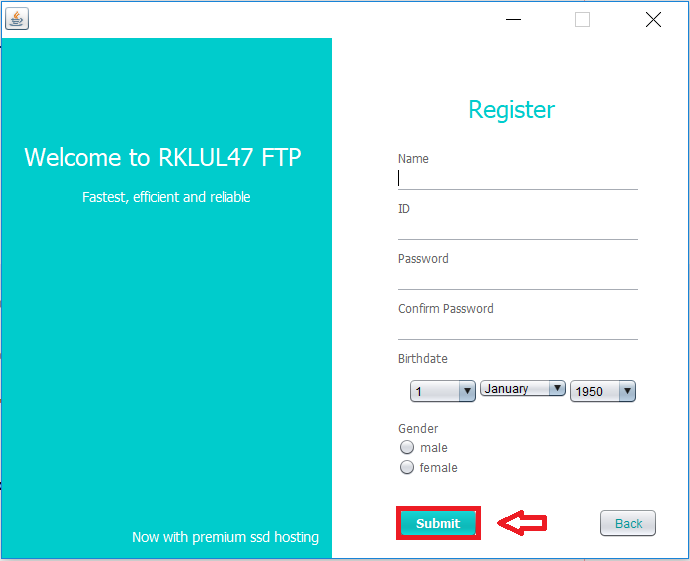 Welcome to RKLUL47 FTP
Fastest, efficient and reliable
Now with premium ssd hosting
Register
Name
ID
Password
Confirm Password
Birthdate
1 January 1950
Gender
male
female
Submit Back